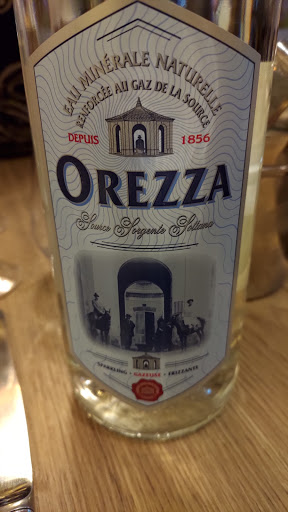 EAU MINÉRALE NATURELLE
RENFORCÉE AU GAZ DE LA SOURCE
DEPUIS 1856
OREZZA
Source Sorgente Sottana
SPARKLING • GAZEUSE • FRIZZANTE